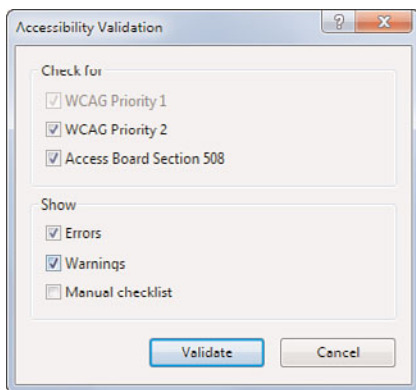 Accessibility Validation
Check for
WCAG Priority 1
WCAG Priority 2
Access Board Section 508
Show
Errors
Warnings
Manual checklist
Validate Cancel